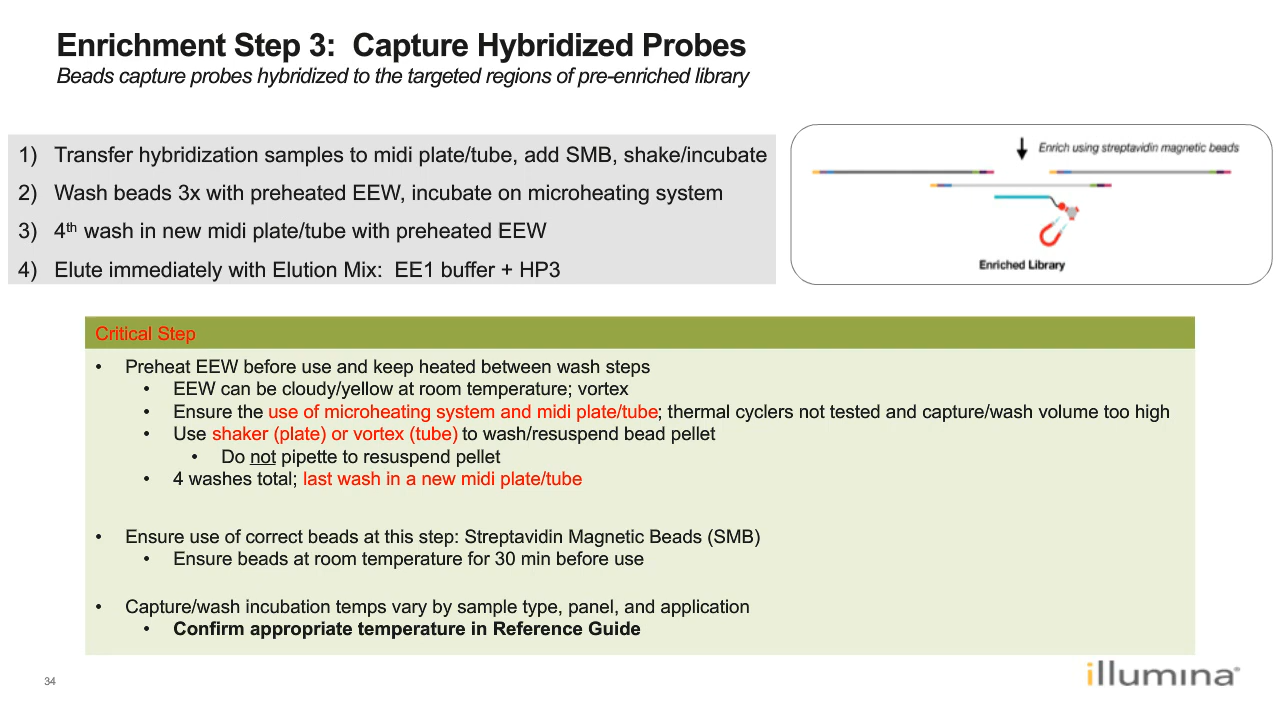 Enrichment Step 3: Capture Hybridized Probes
Beads capture probes hybridized to the targeted regions of pre-enriched library
1) Transfer hybridization samples to midi plate/tube, add SMB, shake/incubate
2) Wash beads 3x with preheated EEW, incubate on microheating system
3) 4th wash in new midi plate/tube with preheated EEW
4) Elute immediately with Elution Mix: EE1 buffer + HP3
Enrich using streptavidin magnetic beads
Enriched Library
Critical Step
• Preheat EEW before use and keep heated between wash steps
• EEW can be cloudy/yellow at room temperature; vortex
• Ensure the use of microheating system and midi plate/tube; thermal cyclers not tested and capture/wash volume too high
• Use shaker (plate) or vortex (tube) to wash/resuspend bead pellet
• Do not pipette to resuspend pellet
• 4 washes total; last wash in a new midi plate/tube
• Ensure use of correct beads at this step: Streptavidin Magnetic Beads (SMB)
• Ensure beads at room temperature for 30 min before use
• Capture/wash incubation temps vary by sample type, panel, and application
• Confirm appropriate temperature in Reference Guide
34
illumina®